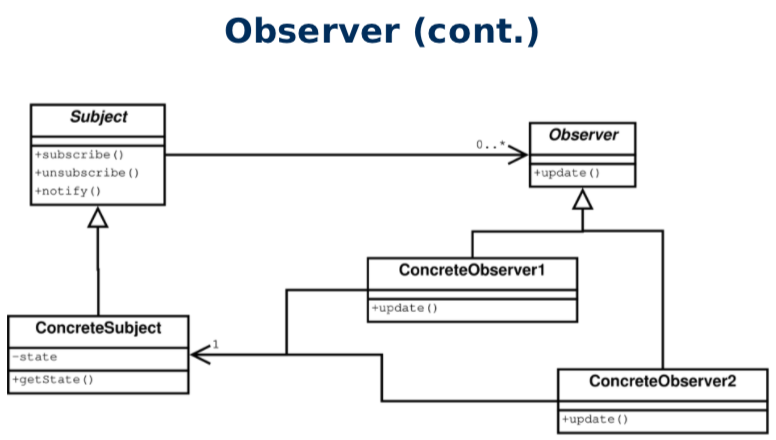 Observer (cont.)
Subject
+subscribe()
+unsubscribe()
+notify()
0..*
Observer
+update()
ConcreteObserver1
+update()
ConcreteSubject
-state
+getState()
1
ConcreteObserver2
+update()